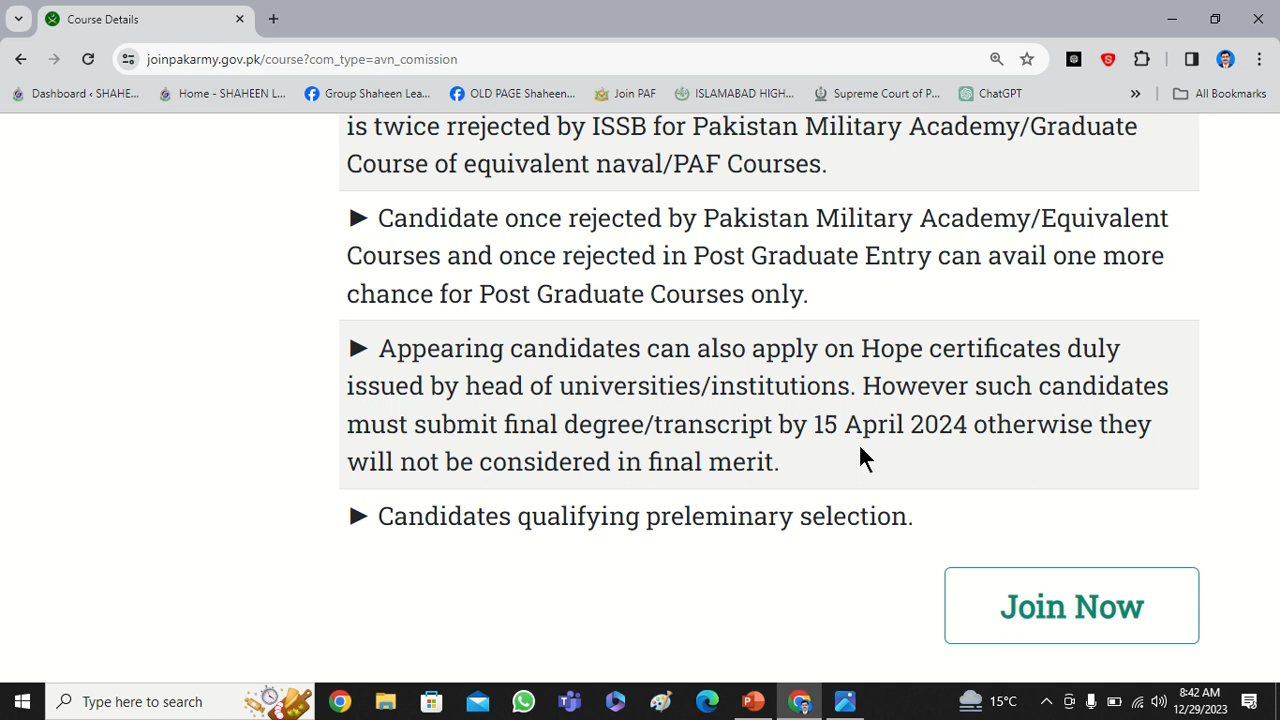 Course Details
joinpakarmy.gov.pk/course?com_type=avn_comission
Dashboard ‹ SHAHE...
Home - SHAHEEN L...
Group Shaheen Lea...
OLD PAGE Shaheen...
Join PAF
ISLAMABAD HIGH...
Supreme Court of P...
ChatGPT
»
All Bookmarks
is twice rrejected by ISSB for Pakistan Military Academy/Graduate
Course of equivalent naval/PAF Courses.
► Candidate once rejected by Pakistan Military Academy/Equivalent
Courses and once rejected in Post Graduate Entry can avail one more
chance for Post Graduate Courses only.
► Appearing candidates can also apply on Hope certificates duly
issued by head of universities/institutions. However such candidates
must submit final degree/transcript by 15 April 2024 otherwise they
will not be considered in final merit.
► Candidates qualifying preleminary selection.
Join Now
Type here to search
15°C
8:42 AM
12/29/2023